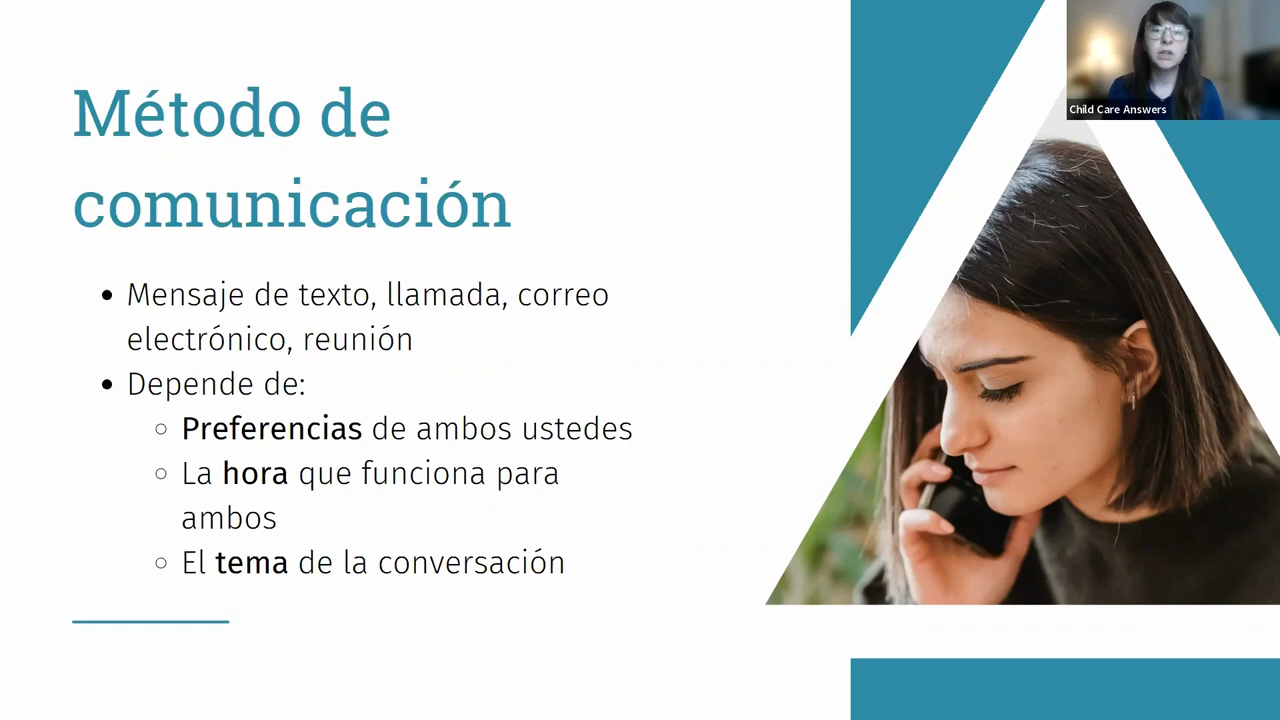 Método de
comunicación
Mensaje de texto, llamada, correo
electrónico, reunión
Depende de:
Preferencias de ambos ustedes
La hora que funciona para
ambos
El tema de la conversación
Child Care Answers